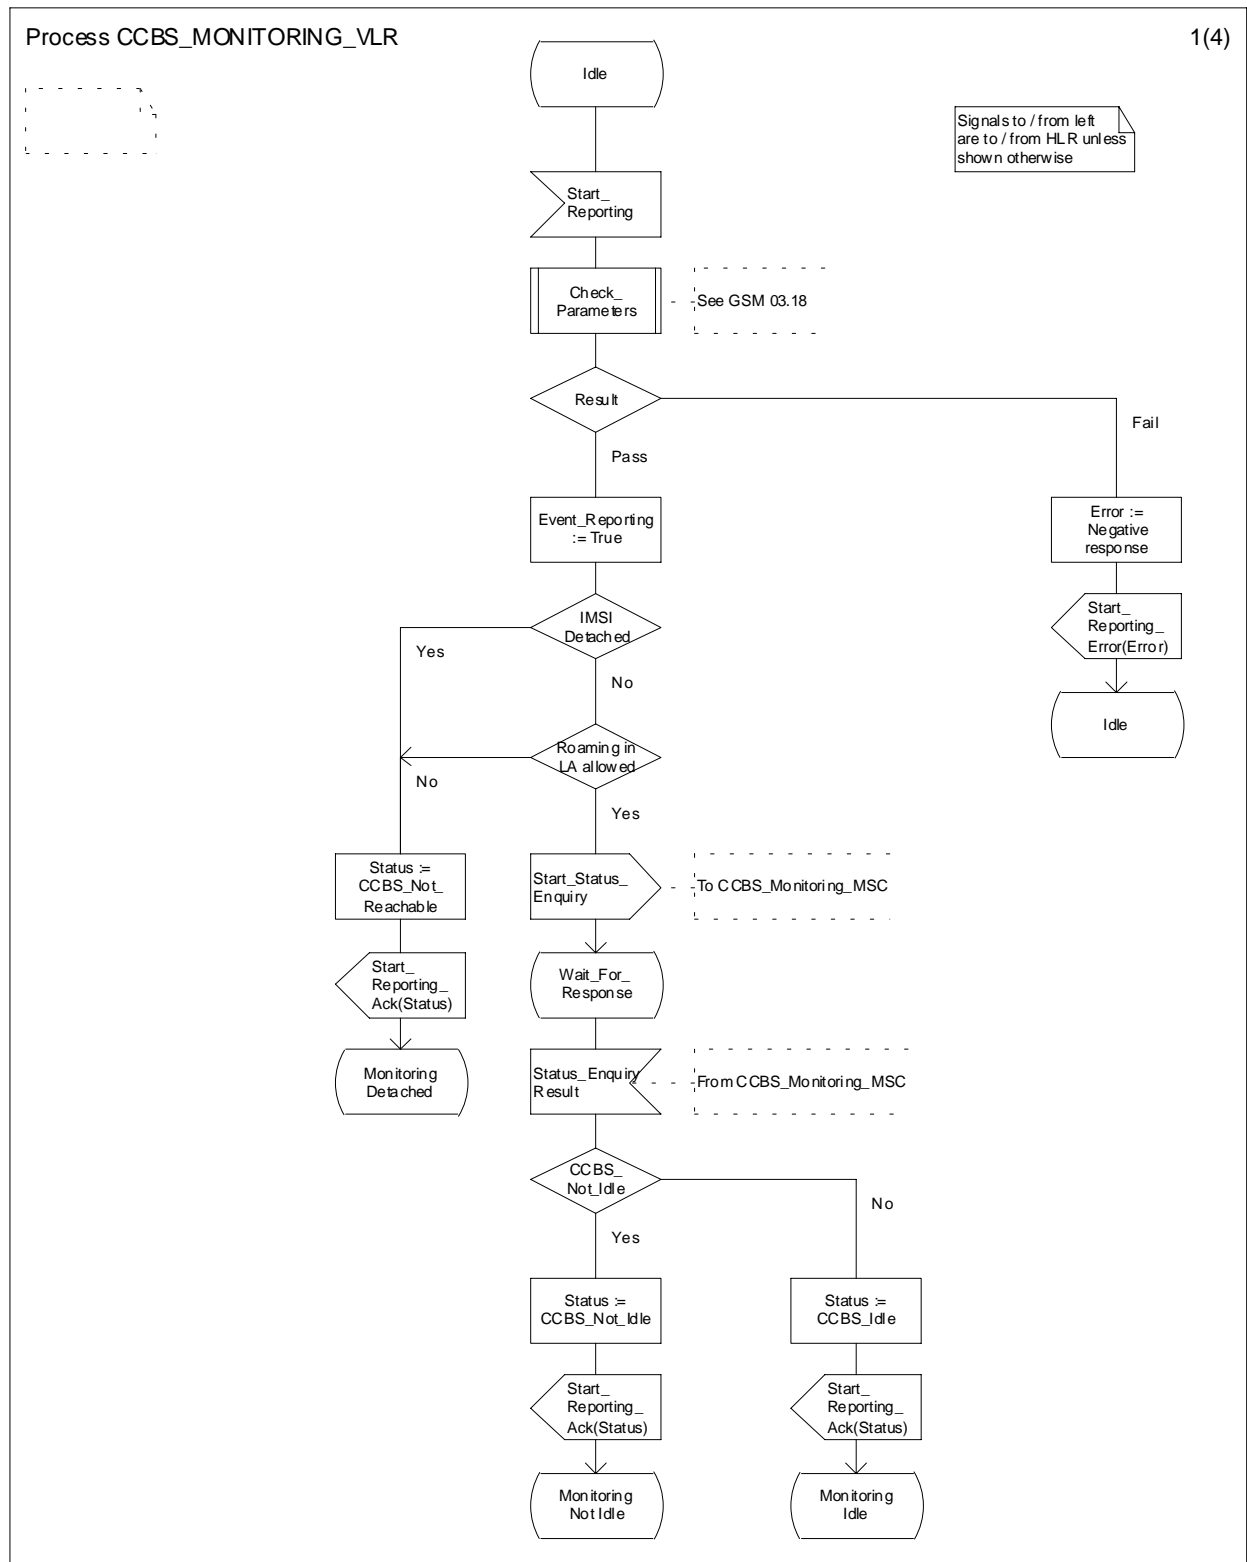 Process CCBS_MONITORING_VLR
1(4)
Idle
Signals to / from left
are to / from HLR unless
shown otherwise
Start_
Reporting
Check_
Parameters
See GSM 03.18
Result
Fail
Pass
Event_Reporting
:= True
Error :=
Negative
response
IMSI
Detached
Start_
Reporting_
Error(Error)
Yes
No
Idle
Roaming in
LA allowed
No
Yes
Status :=
CCBS_Not_
Reachable
Start_Status_
Enquiry
To CCBS_Monitoring_MSC
Start_
Reporting_
Ack(Status)
Wait_For_
Response
Monitoring
Detached
Status_Enquiry
Result
From CCBS_Monitoring_MSC
CCBS_
Not_Idle
No
Yes
Status :=
CCBS_Not_Idle
Status :=
CCBS_Idle
Start_
Reporting_
Ack(Status)
Start_
Reporting_
Ack(Status)
Monitoring
Not Idle
Monitoring
Idle